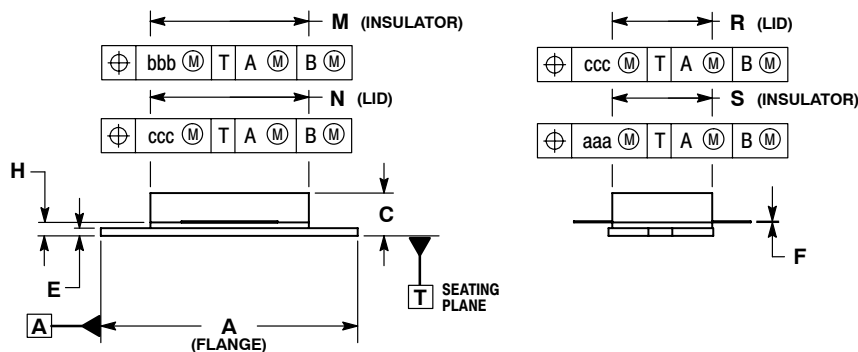 M (INSULATOR)
⌖ bbb Ⓜ T A Ⓜ B Ⓜ
N (LID)
⌖ ccc Ⓜ T A Ⓜ B Ⓜ
H
C
E
T SEATING
PLANE
A
A
(FLANGE)
R (LID)
⌖ ccc Ⓜ T A Ⓜ B Ⓜ
S (INSULATOR)
⌖ aaa Ⓜ T A Ⓜ B Ⓜ
F